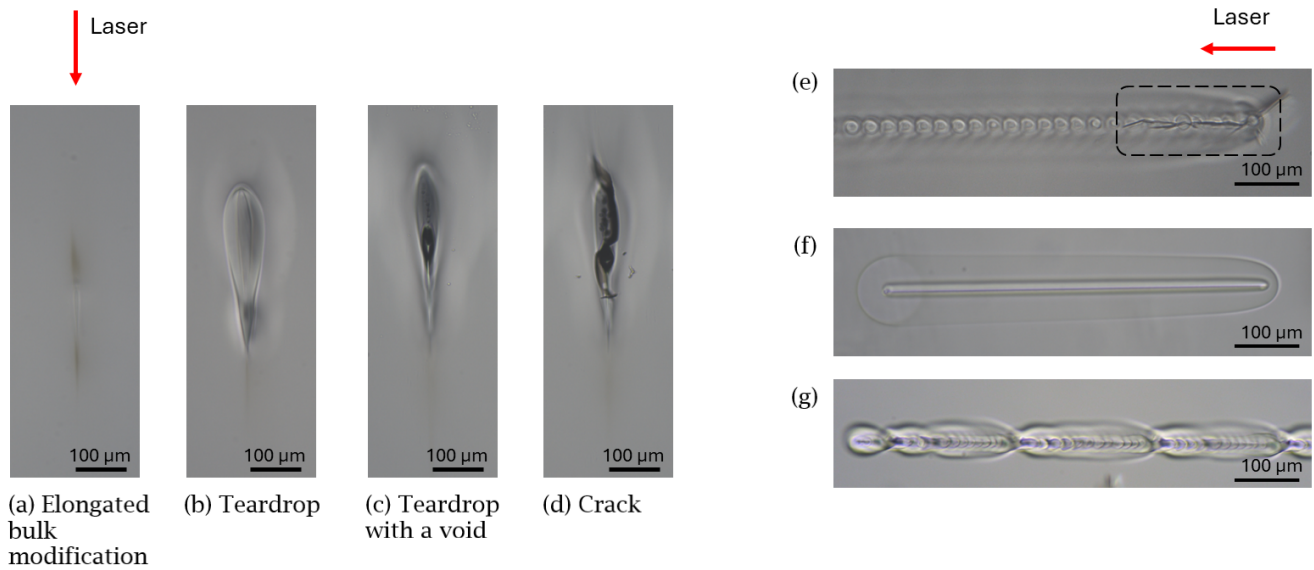 Laser
100 µm
100 µm
100 µm
100 µm
(a) Elongated
bulk
modification
(b) Teardrop
(c) Teardrop
with a void
(d) Crack
Laser
(e)
100 µm
(f)
100 µm
(g)
100 µm